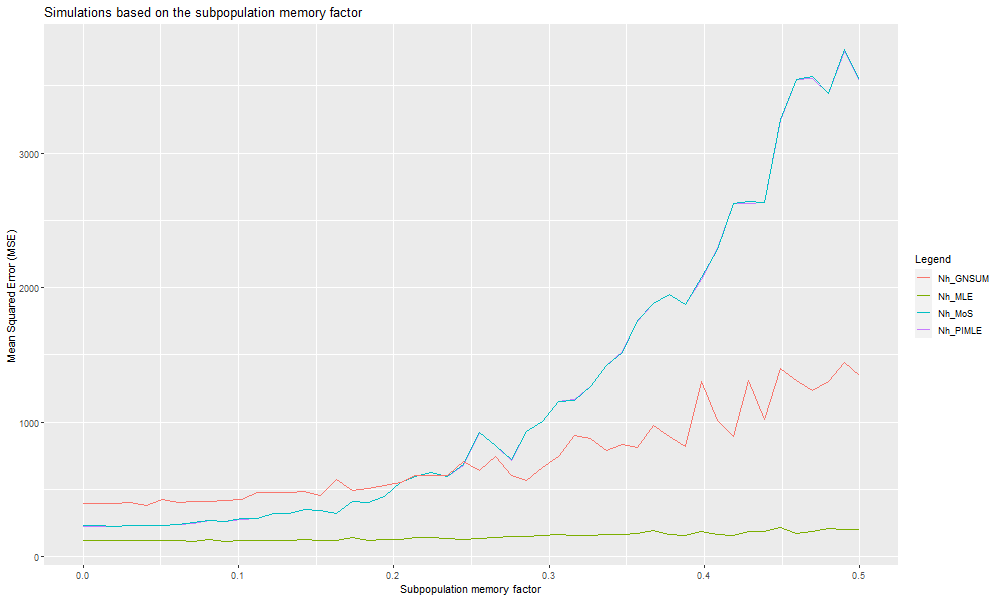 Simulations based on the subpopulation memory factor
Mean Squared Error (MSE)
3000
2000
1000
0
0.0 0.1 0.2 0.3 0.4 0.5
Subpopulation memory factor
Legend
Nh_GNSUM
Nh_MLE
Nh_MoS
Nh_PIMLE